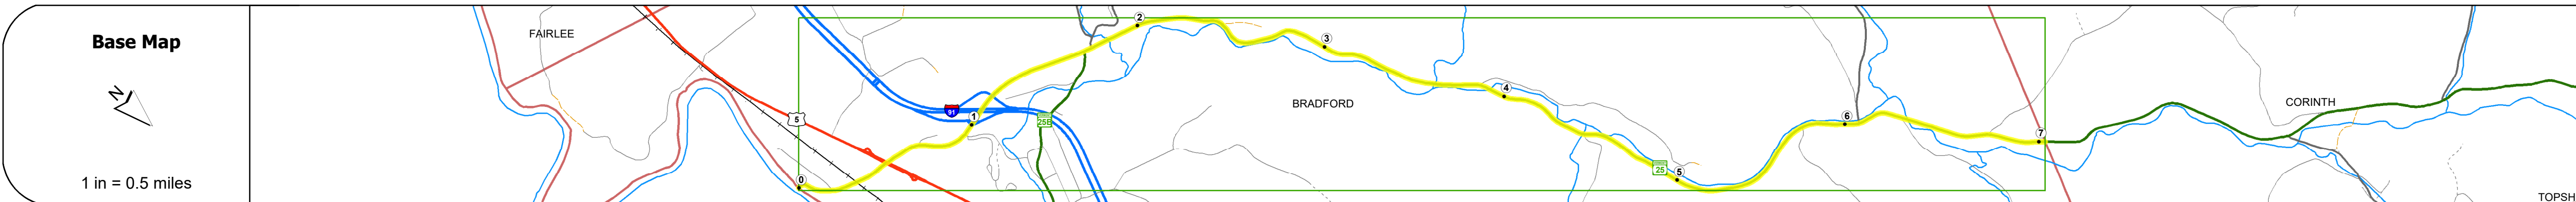 Base Map
N
1 in = 0.5 miles
FAIRLEE
5
91
25B
0
1
2
3
BRADFORD
4
25
5
6
7
CORINTH
TOPSH